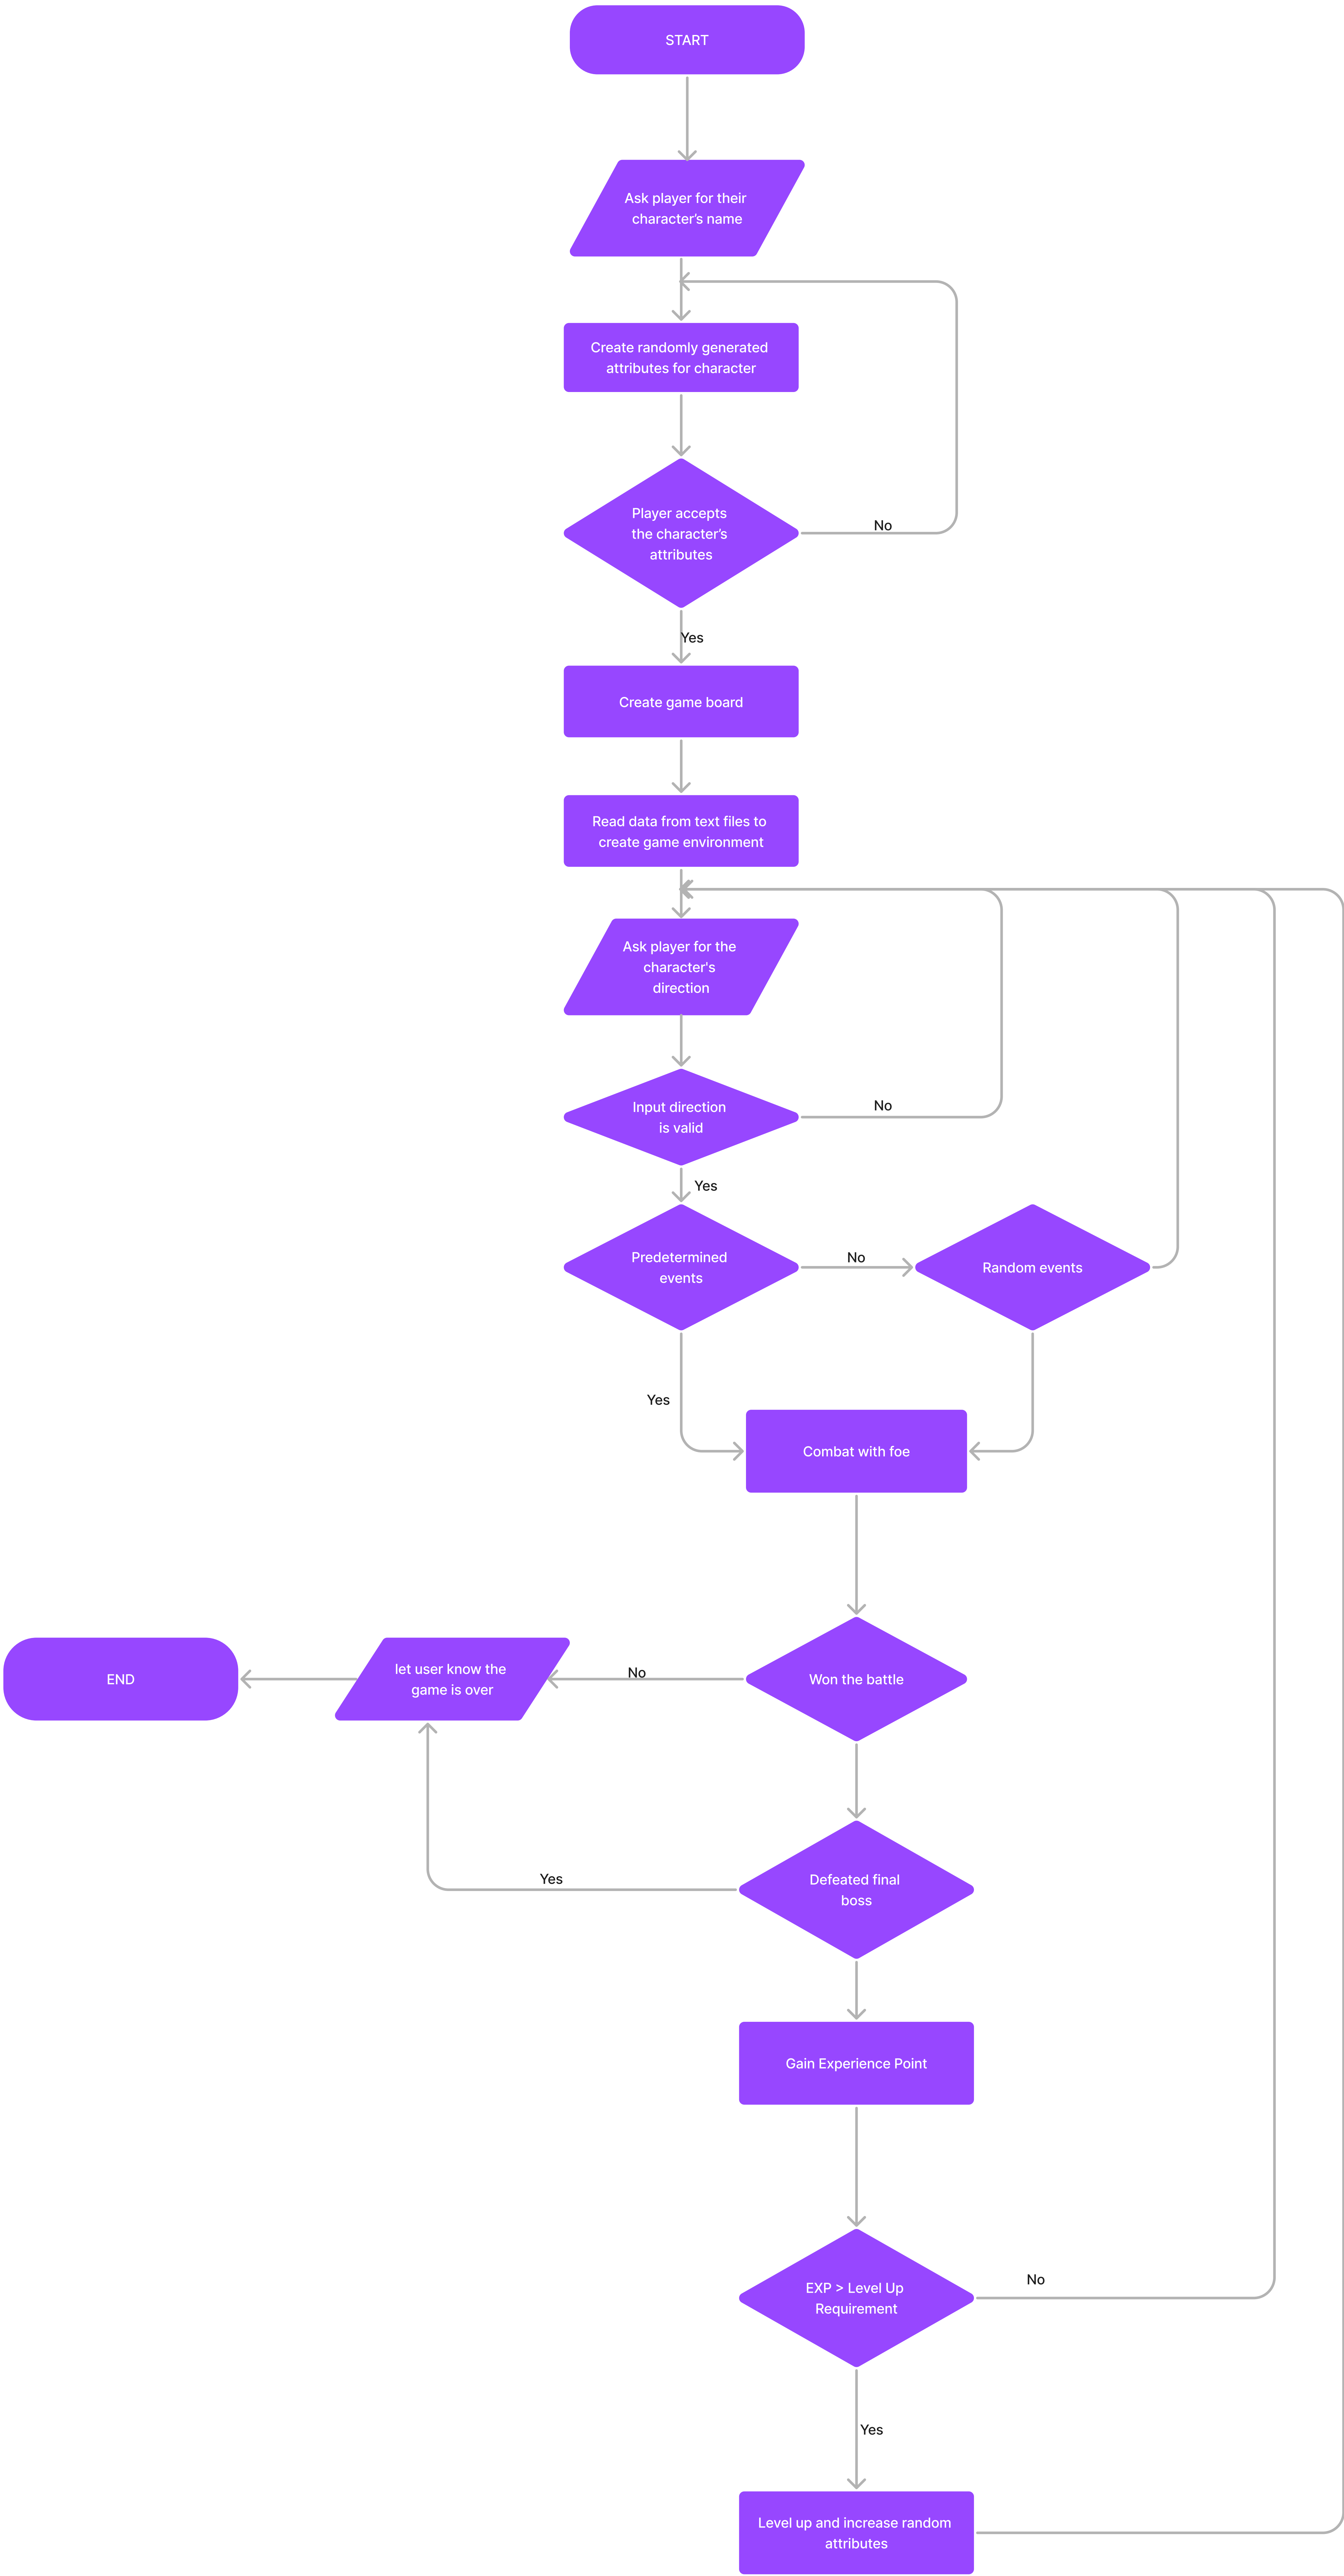 START
Ask player for their
character’s name
Create randomly generated
attributes for character
Player accepts
the character’s
attributes
No
Yes
Create game board
Read data from text files to
create game environment
Ask player for the
character's
direction
Input direction
is valid
No
Yes
Predetermined
events
No
Random events
Yes
Combat with foe
END
let user know the
game is over
No
Won the battle
Yes
Defeated final
boss
Gain Experience Point
EXP > Level Up
Requirement
No
Yes
Level up and increase random
attributes